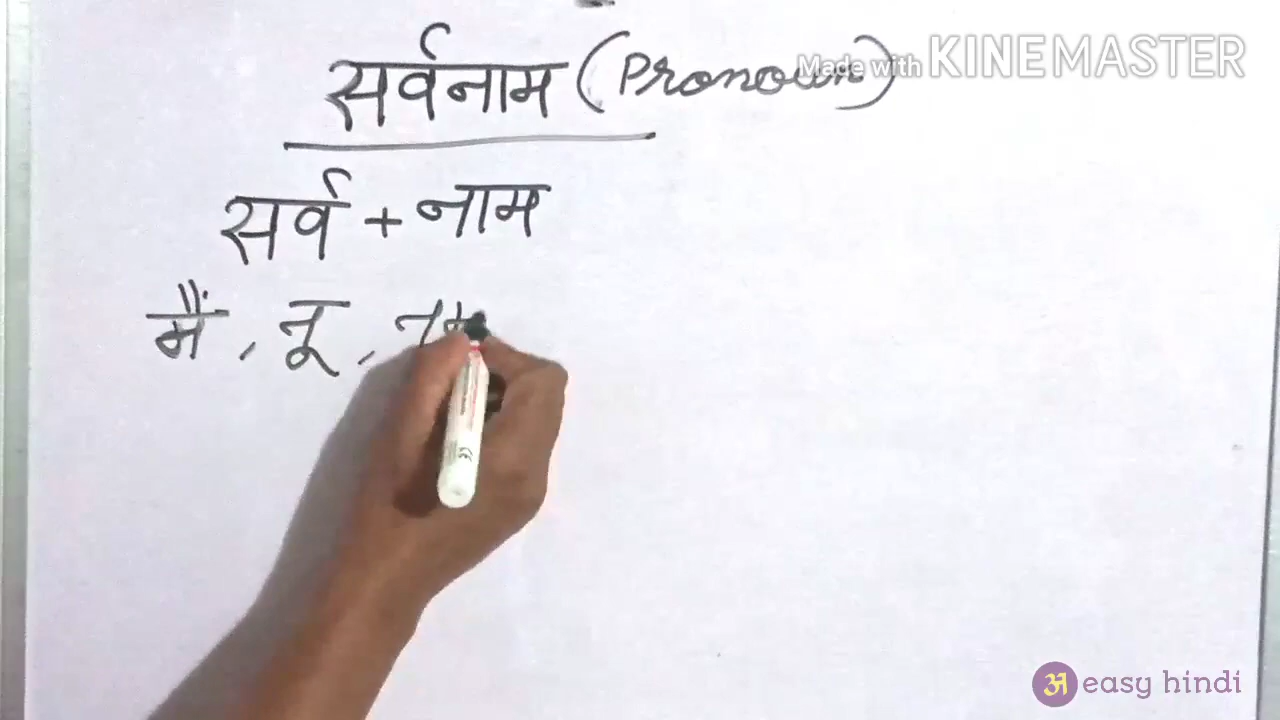 सर्वनाम (Pronoun)
Made with KINEMASTER
सर्व + नाम
मैं, तू,
अ easy hindi